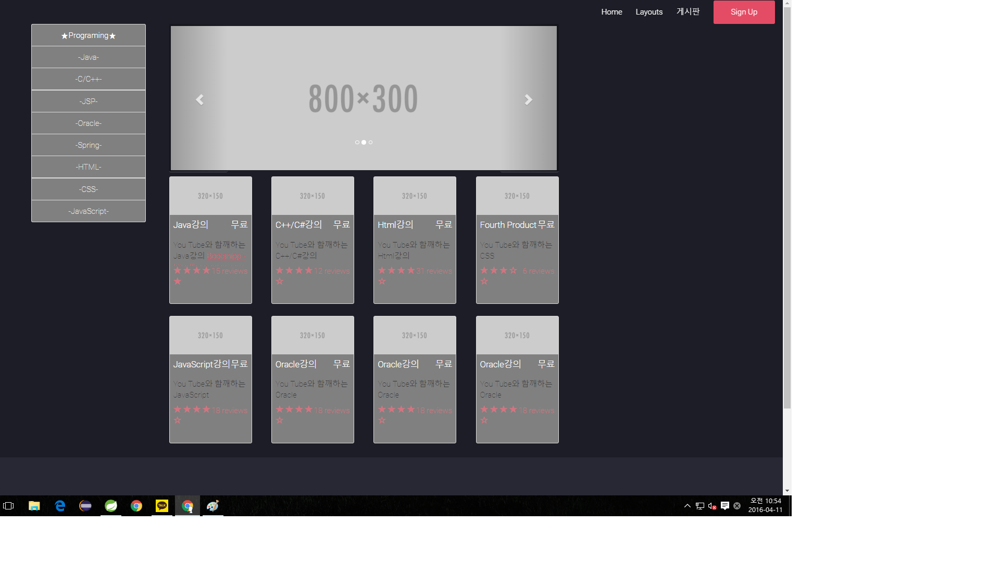 Home Layouts 게시판 Sign Up
★Programing★
-Java-
-C/C++-
-JSP-
-Oracle-
-Spring-
-HTML-
-CSS-
-JavaScript-
800×300
320×150 320×150 320×150 320×150
Java강의 무료 C++/C#강의 무료 Html강의 무료 Fourth Product 무료
You Tube와 함깨하는 You Tube와 함깨하는 You Tube와 함깨하는 You Tube와 함깨하는
Java강의 C++/C#강의 Html강의 CSS
★★★★ 15 reviews ★★★★ 12 reviews ★★★★ 31 reviews ★★★☆ 6 reviews
★ ☆ ☆ ☆
320×150 320×150 320×150 320×150
JavaScript강의 무료 Oracle강의 무료 Oracle강의 무료 Oracle강의 무료
You Tube와 함깨하는 You Tube와 함깨하는 You Tube와 함깨하는 You Tube와 함깨하는
JavaScript Oracle Oracle Oracle
★★★★ 18 reviews ★★★★ 18 reviews ★★★★ 18 reviews ★★★★ 18 reviews
☆ ☆ ☆ ☆
TALK
오전 10:54
2016-04-11